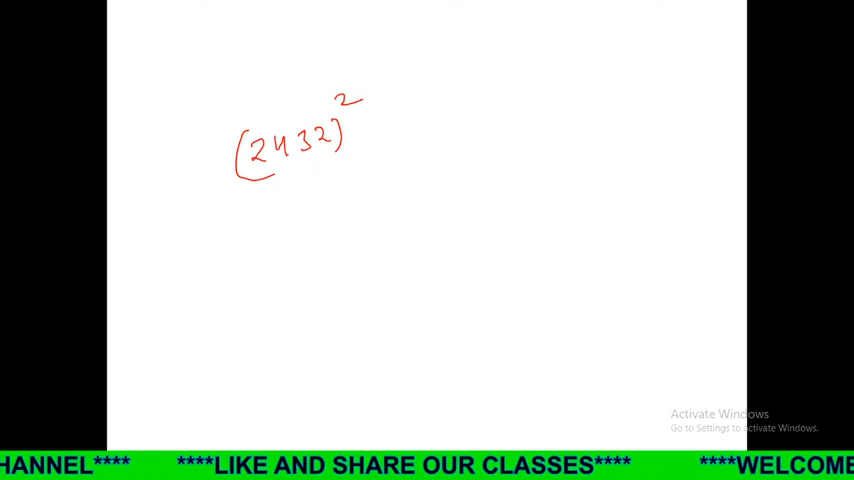 (2432)²
Activate Windows
Go to Settings to activate Windows.
HANNEL**** ****LIKE AND SHARE OUR CLASSES**** ****WELCOME